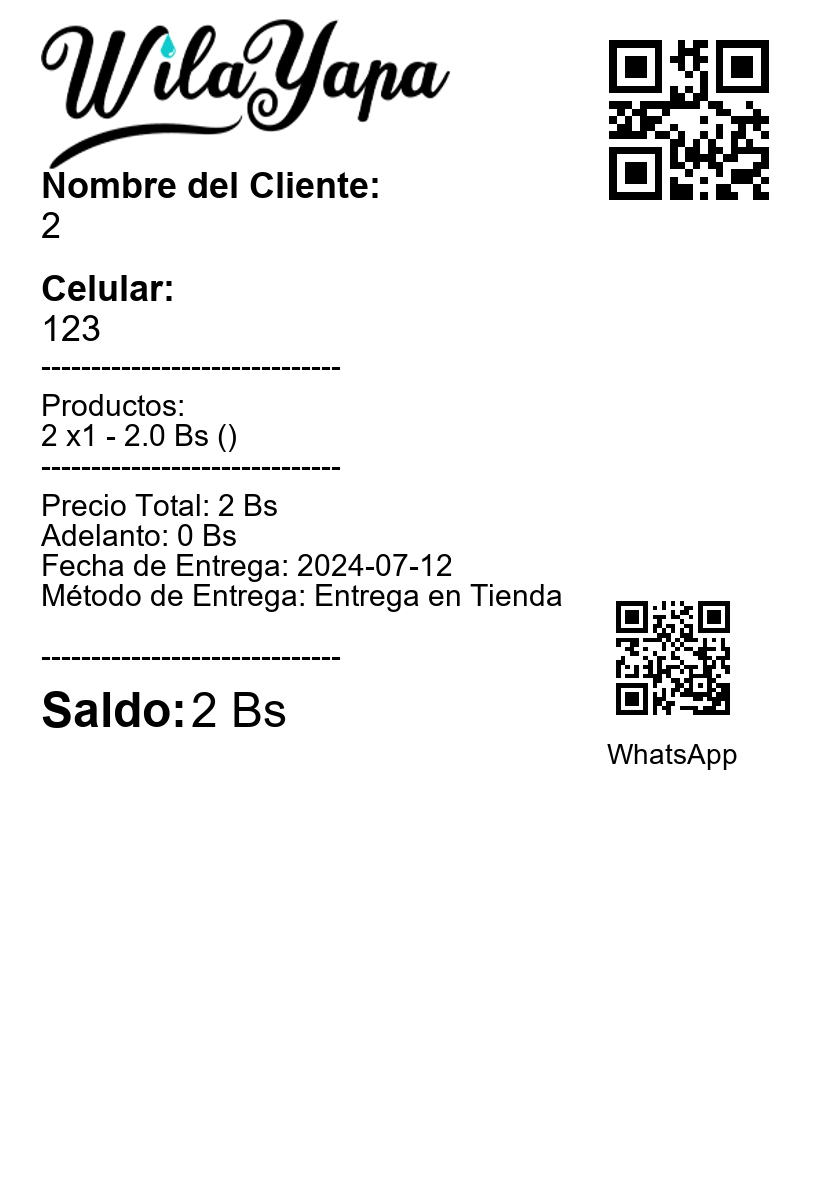 WilaYapa
Nombre del Cliente:
2
Celular:
123
------------------------------
Productos:
2 x1 - 2.0 Bs ()
------------------------------
Precio Total: 2 Bs
Adelanto: 0 Bs
Fecha de Entrega: 2024-07-12
Método de Entrega: Entrega en Tienda
------------------------------
Saldo: 2 Bs
WhatsApp